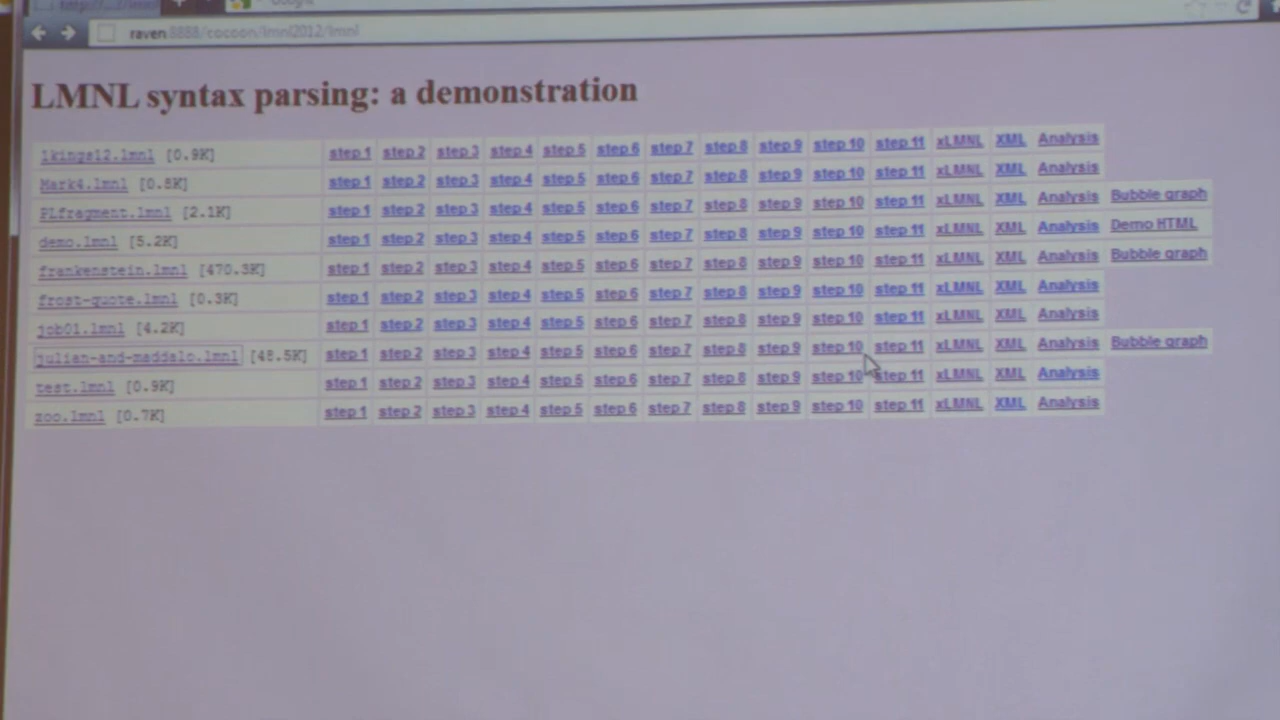 Google
raven:8888/cocoon/lmnl2012/lmnl
LMNL syntax parsing: a demonstration
1kings12.lmnl [0.9K] step 1 step 2 step 3 step 4 step 5 step 6 step 7 step 8 step 9 step 10 step 11 xLMNL XML Analysis
Mark4.lmnl [0.8K] step 1 step 2 step 3 step 4 step 5 step 6 step 7 step 8 step 9 step 10 step 11 xLMNL XML Analysis
PLfragment.lmnl [2.1K] step 1 step 2 step 3 step 4 step 5 step 6 step 7 step 8 step 9 step 10 step 11 xLMNL XML Analysis Bubble graph
demo.lmnl [5.2K] step 1 step 2 step 3 step 4 step 5 step 6 step 7 step 8 step 9 step 10 step 11 xLMNL XML Analysis Demo HTML
frankenstein.lmnl [470.3K] step 1 step 2 step 3 step 4 step 5 step 6 step 7 step 8 step 9 step 10 step 11 xLMNL XML Analysis Bubble graph
frost-quote.lmnl [0.3K] step 1 step 2 step 3 step 4 step 5 step 6 step 7 step 8 step 9 step 10 step 11 xLMNL XML Analysis
job01.lmnl [4.2K] step 1 step 2 step 3 step 4 step 5 step 6 step 7 step 8 step 9 step 10 step 11 xLMNL XML Analysis
julian-and-maddalo.lmnl [48.5K] step 1 step 2 step 3 step 4 step 5 step 6 step 7 step 8 step 9 step 10 step 11 xLMNL XML Analysis Bubble graph
test.lmnl [0.9K] step 1 step 2 step 3 step 4 step 5 step 6 step 7 step 8 step 9 step 10 step 11 xLMNL XML Analysis
zoo.lmnl [0.7K] step 1 step 2 step 3 step 4 step 5 step 6 step 7 step 8 step 9 step 10 step 11 xLMNL XML Analysis